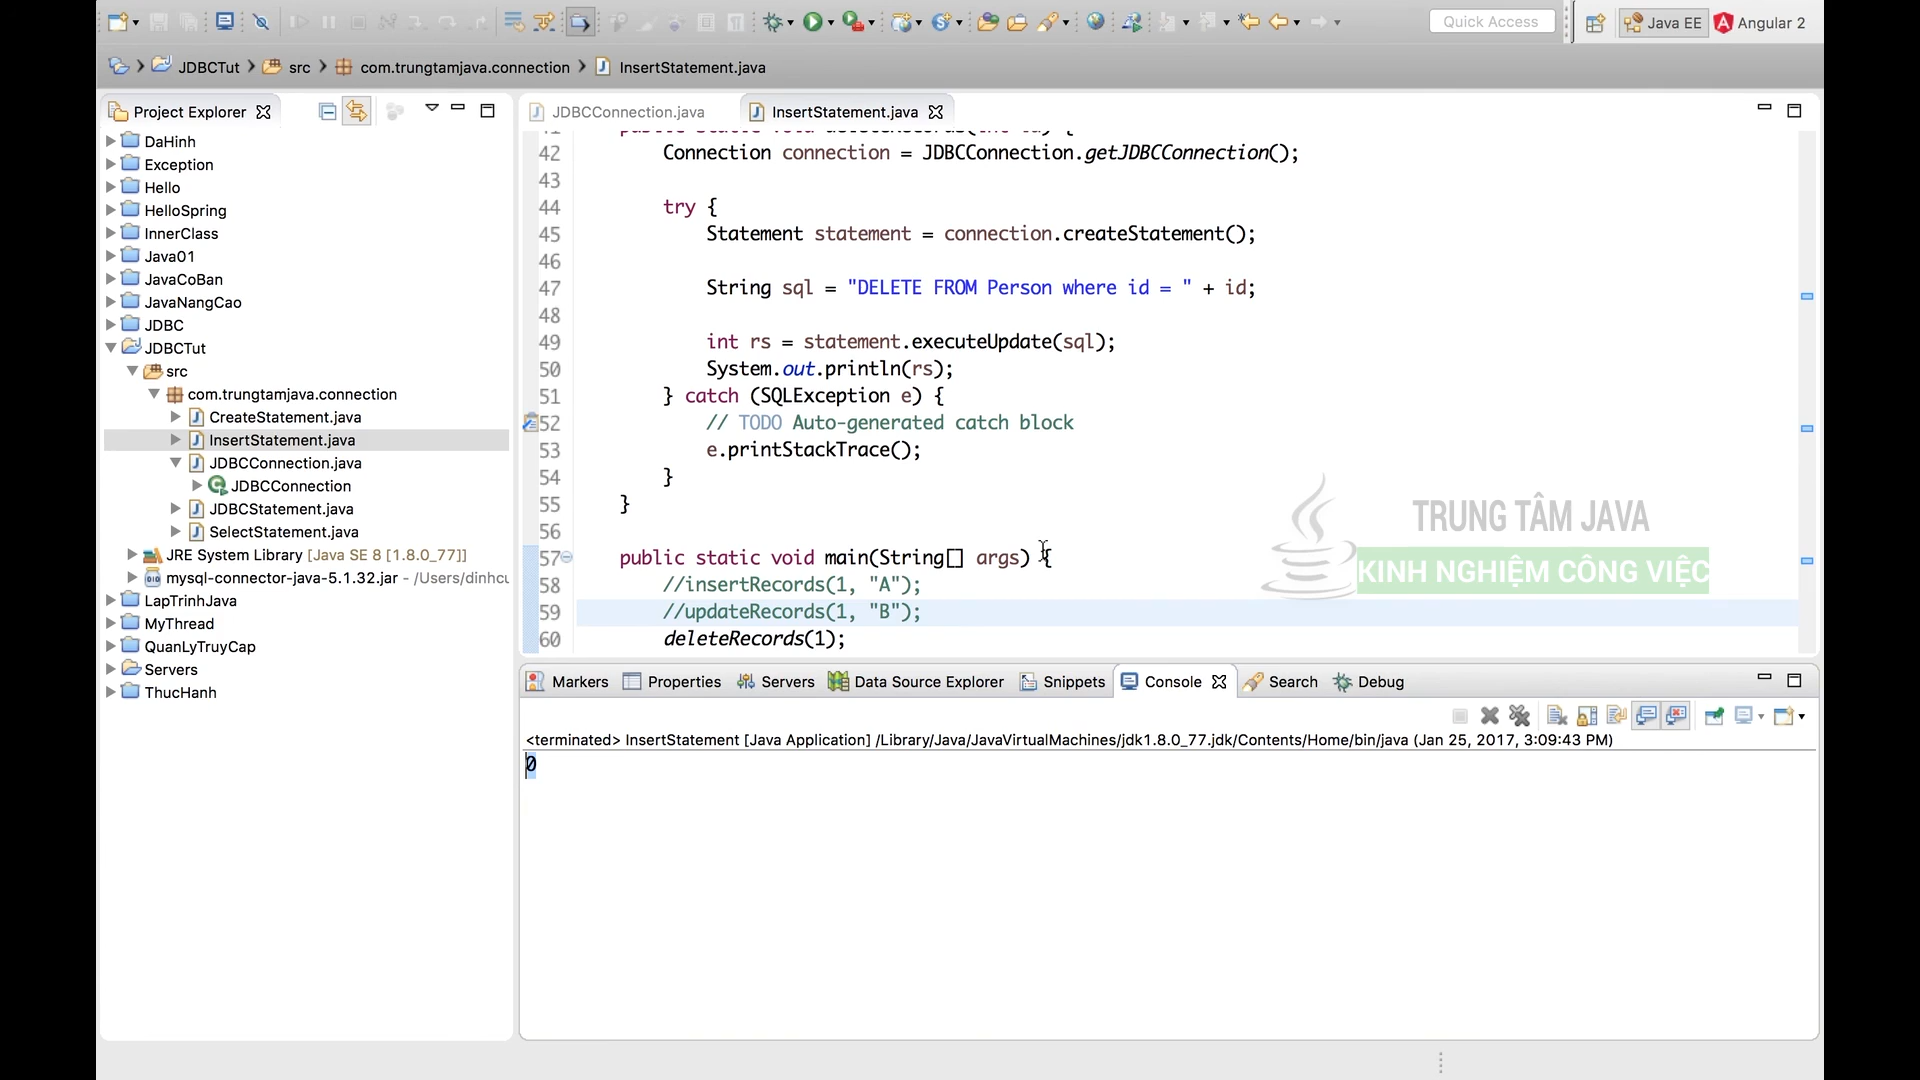 Quick Access
Java EE
Angular 2
JDBCTut
src
com.trungtamjava.connection
InsertStatement.java
Project Explorer
JDBCConnection.java
InsertStatement.java
DaHinh
Exception
Hello
HelloSpring
InnerClass
Java01
JavaCoBan
JavaNangCao
JDBC
JDBCTut
src
com.trungtamjava.connection
CreateStatement.java
InsertStatement.java
JDBCConnection.java
JDBCConnection
JDBCStatement.java
SelectStatement.java
JRE System Library [Java SE 8 [1.8.0_77]]
mysql-connector-java-5.1.32.jar - /Users/dinhcu
LapTrinhJava
MyThread
QuanLyTruyCap
Servers
ThucHanh
41 public static void deleteRecords(int id) {
42 Connection connection = JDBCConnection.getJDBCConnection();
43
44 try {
45 Statement statement = connection.createStatement();
46
47 String sql = "DELETE FROM Person where id = " + id;
48
49 int rs = statement.executeUpdate(sql);
50 System.out.println(rs);
51 } catch (SQLException e) {
52 // TODO Auto-generated catch block
53 e.printStackTrace();
54 }
55 }
56
57 public static void main(String[] args) {
58 //insertRecords(1, "A");
59 //updateRecords(1, "B");
60 deleteRecords(1);
TRUNG TÂM JAVA
KINH NGHIỆM CÔNG VIỆC
Markers
Properties
Servers
Data Source Explorer
Snippets
Console
Search
Debug
<terminated> InsertStatement [Java Application] /Library/Java/JavaVirtualMachines/jdk1.8.0_77.jdk/Contents/Home/bin/java (Jan 25, 2017, 3:09:43 PM)
0